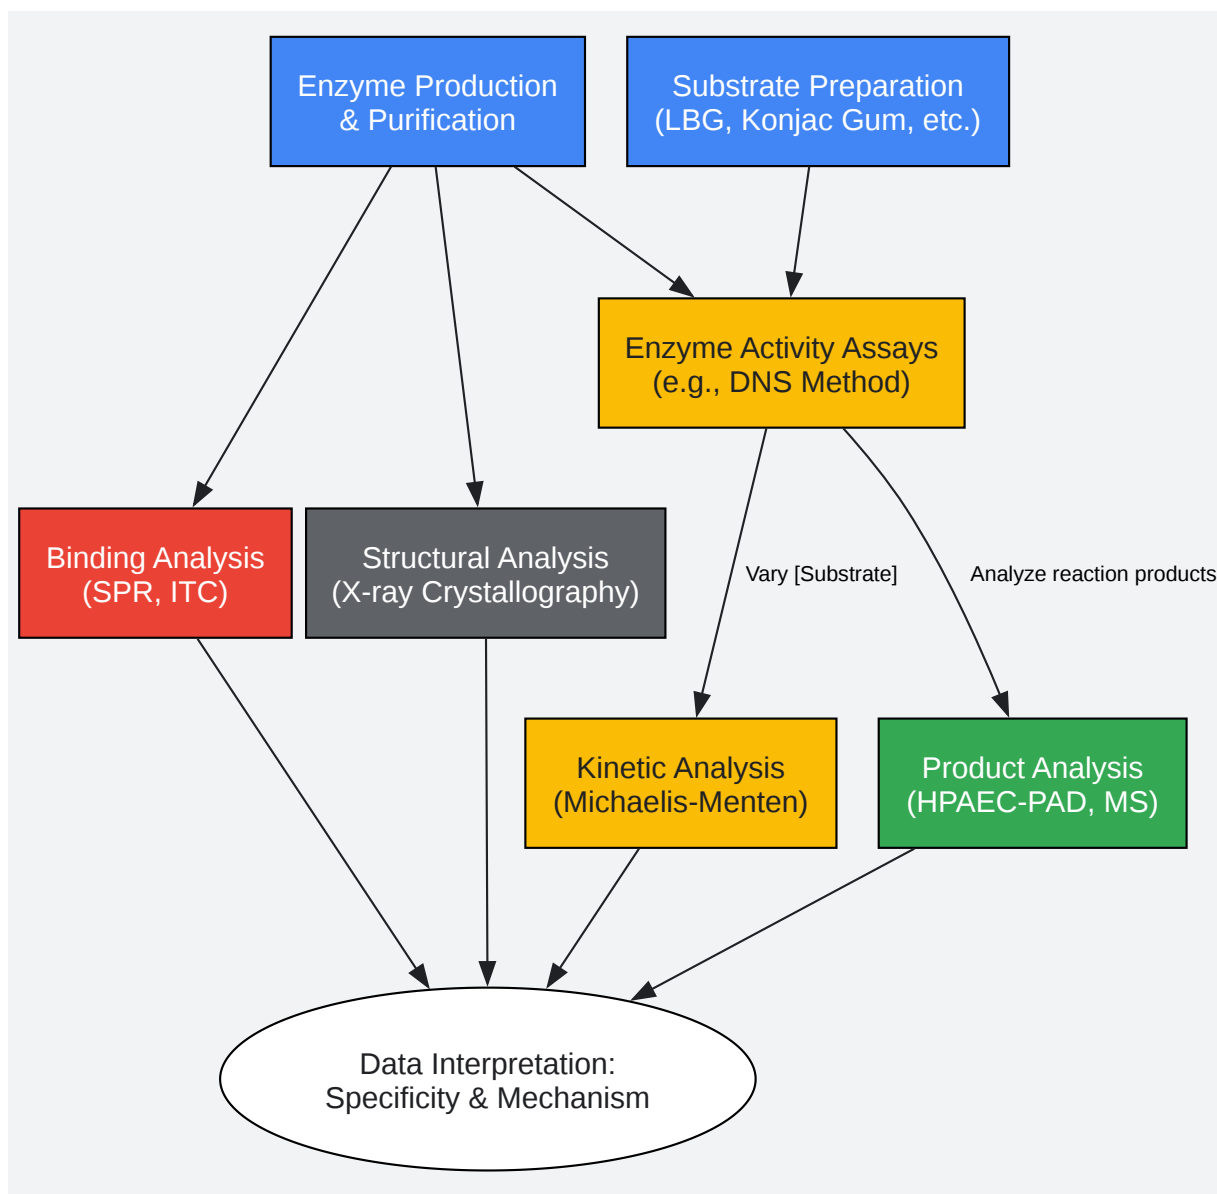 Enzyme Production
& Purification
Substrate Preparation
(LBG, Konjac Gum, etc.)
Enzyme Activity Assays
(e.g., DNS Method)
Binding Analysis
(SPR, ITC)
Structural Analysis
(X-ray Crystallography)
Vary [Substrate]
Analyze reaction products
Kinetic Analysis
(Michaelis-Menten)
Product Analysis
(HPAEC-PAD, MS)
Data Interpretation:
Specificity & Mechanism